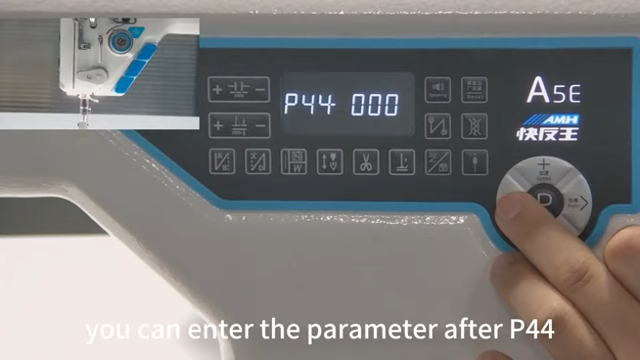 P44 000
A5E
AMH
快反王
P
you can enter the parameter after P44